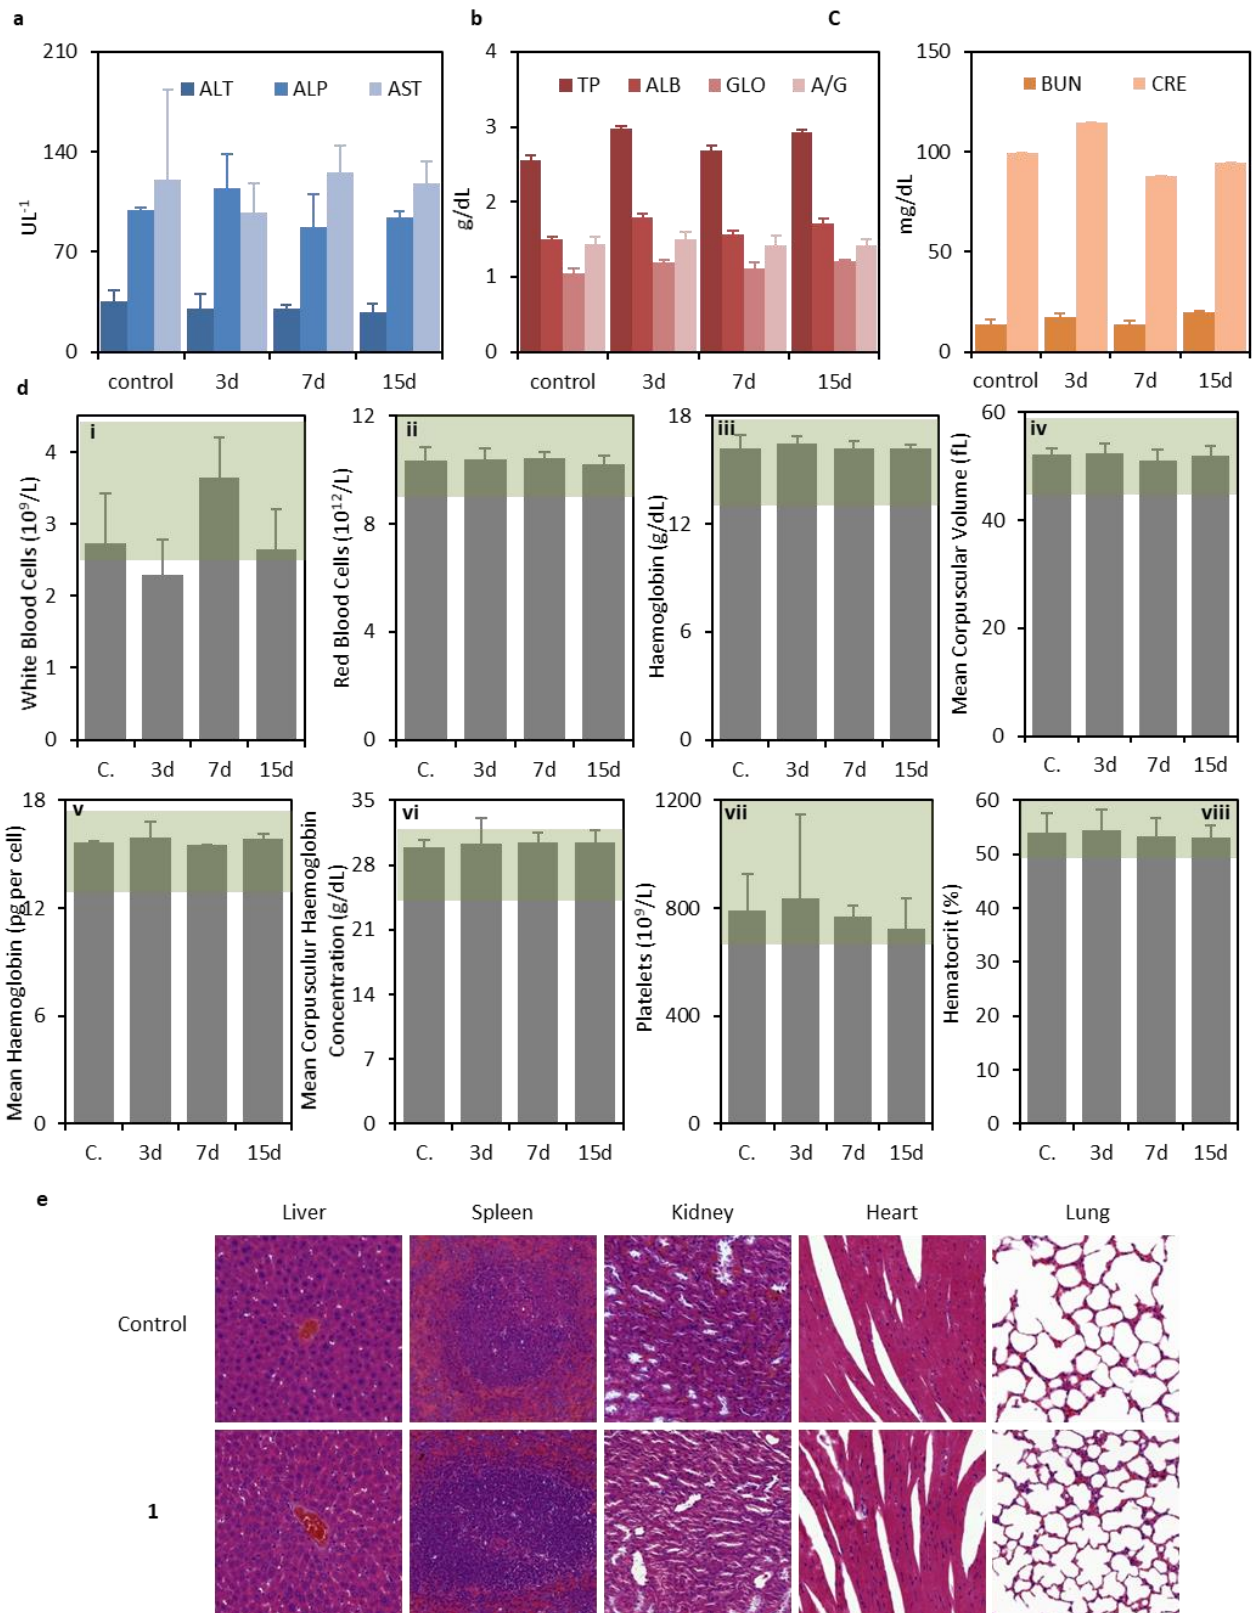 a
b
C
210
140
70
0
UL-1
ALT
ALP
AST
control
3d
7d
15d
4
3
2
1
0
g/dL
TP
ALB
GLO
A/G
control
3d
7d
15d
150
100
50
0
mg/dL
BUN
CRE
control
3d
7d
15d
d
i
4
3
2
1
0
White Blood Cells (10⁹/L)
C.
3d
7d
15d
ii
12
8
4
0
Red Blood Cells (10¹²/L)
C.
3d
7d
15d
iii
18
12
6
0
Haemoglobin (g/dL)
C.
3d
7d
15d
iv
60
40
20
0
Mean Corpuscular Volume (fL)
C.
3d
7d
15d
v
18
12
6
0
Mean Haemoglobin (pg per cell)
C.
3d
7d
15d
vi
35
28
21
14
7
0
Mean Corpusculur Haemoglobin
Concentration (g/dL)
C.
3d
7d
15d
vii
1200
800
400
0
Platelets (10⁹/L)
C.
3d
7d
15d
viii
60
50
40
30
20
10
0
Hematocrit (%)
C.
3d
7d
15d
e
Liver
Spleen
Kidney
Heart
Lung
Control
1